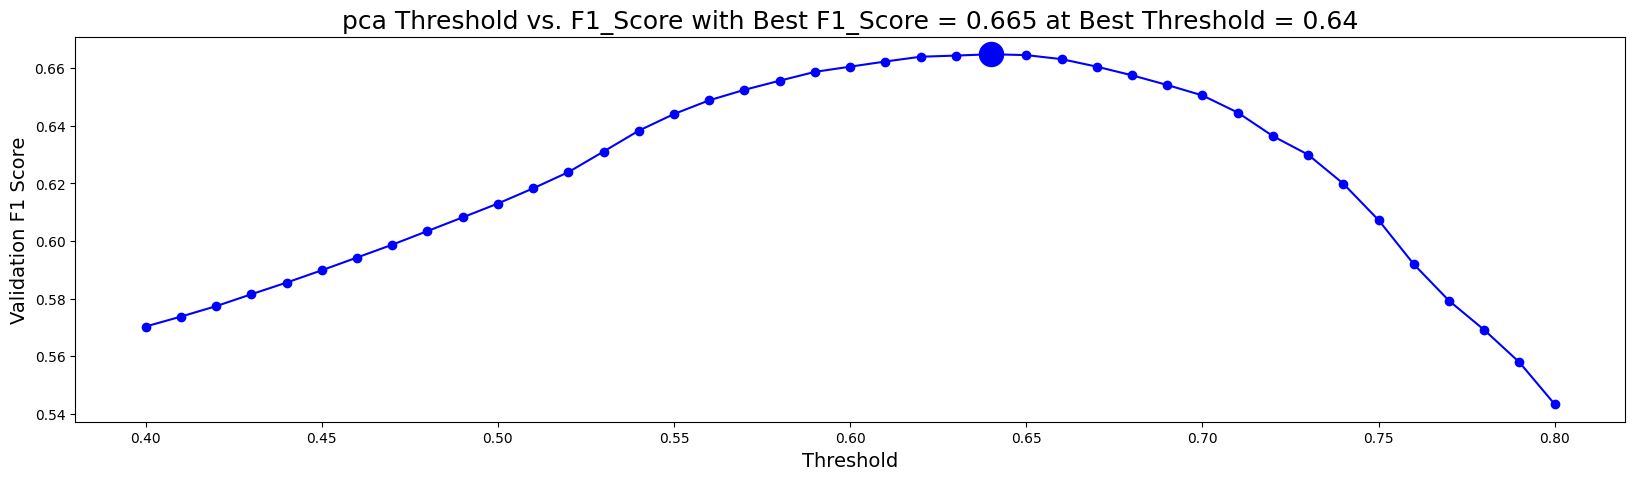 pca Threshold vs. F1_Score with Best F1_Score = 0.665 at Best Threshold = 0.64
Validation F1 Score
0.66
0.64
0.62
0.60
0.58
0.56
0.54
0.40 0.45 0.50 0.55 0.60 0.65 0.70 0.75 0.80
Threshold